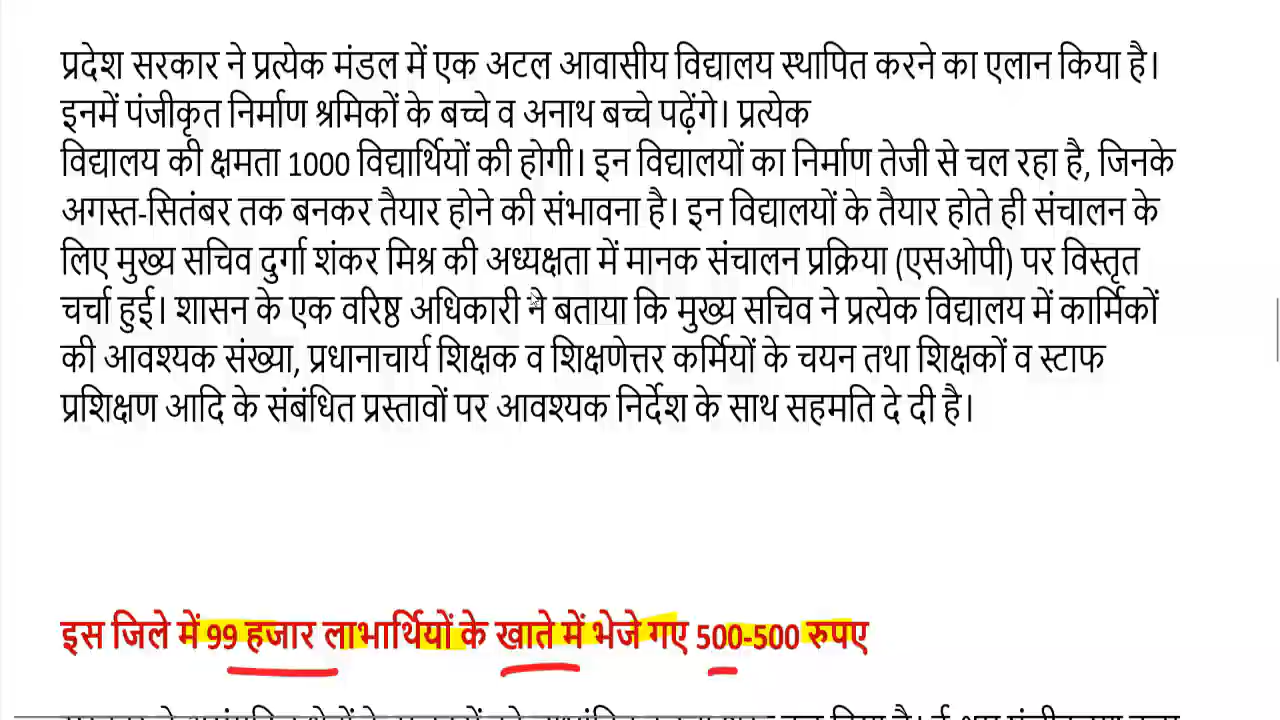 प्रदेश सरकार ने प्रत्येक मंडल में एक अटल आवासीय विद्यालय स्थापित करने का एलान किया है।
इनमें पंजीकृत निर्माण श्रमिकों के बच्चे व अनाथ बच्चे पढ़ेंगे। प्रत्येक
विद्यालय की क्षमता 1000 विद्यार्थियों की होगी। इन विद्यालयों का निर्माण तेजी से चल रहा है, जिनके
अगस्त-सितंबर तक बनकर तैयार होने की संभावना है। इन विद्यालयों के तैयार होते ही संचालन के
लिए मुख्य सचिव दुर्गा शंकर मिश्र की अध्यक्षता में मानक संचालन प्रक्रिया (एसओपी) पर विस्तृत
चर्चा हुई। शासन के एक वरिष्ठ अधिकारी ने बताया कि मुख्य सचिव ने प्रत्येक विद्यालय में कार्मिकों
की आवश्यक संख्या, प्रधानाचार्य शिक्षक व शिक्षणेत्तर कर्मियों के चयन तथा शिक्षकों व स्टाफ
प्रशिक्षण आदि के संबंधित प्रस्तावों पर आवश्यक निर्देश के साथ सहमति दे दी है।
इस जिले में 99 हजार लाभार्थियों के खाते में भेजे गए 500-500 रुपए